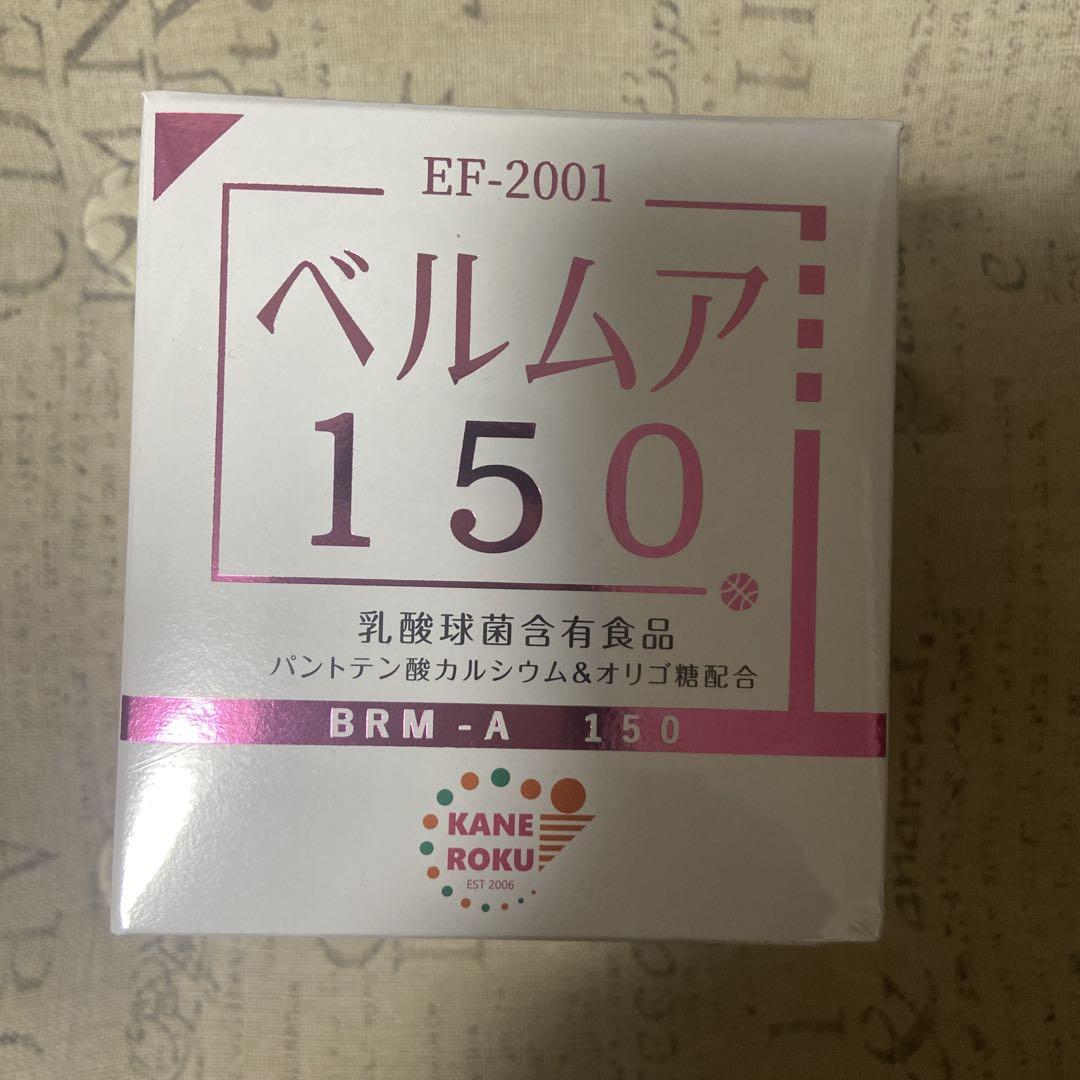 EF-2001
ベルムア
150
乳酸球菌含有食品
パントテン酸カルシウム&オリゴ糖配合
BRM-A 150
KANE
ROKU
EST 2006